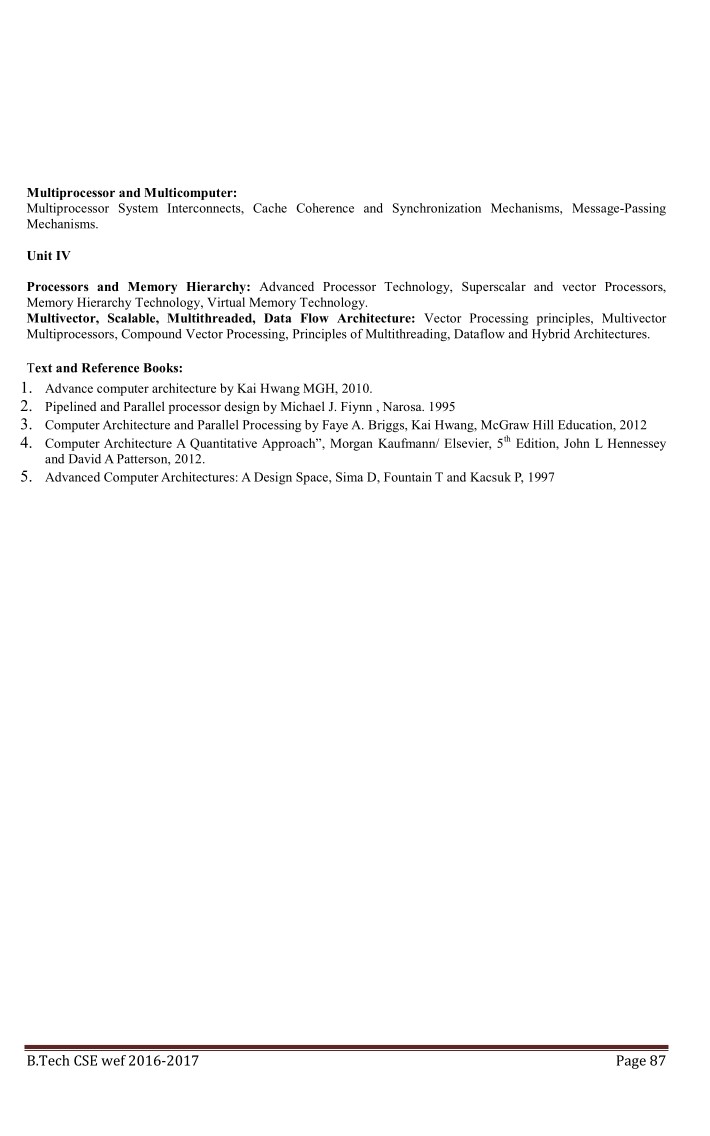 Multiprocessor and Multicomputer:
Multiprocessor System Interconnects, Cache Coherence and Synchronization Mechanisms, Message-Passing
Mechanisms.
Unit IV
Processors and Memory Hierarchy: Advanced Processor Technology, Superscalar and vector Processors,
Memory Hierarchy Technology, Virtual Memory Technology.
Multivector, Scalable, Multithreaded, Data Flow Architecture: Vector Processing principles, Multivector
Multiprocessors, Compound Vector Processing, Principles of Multithreading, Dataflow and Hybrid Architectures.
Text and Reference Books:
1. Advance computer architecture by Kai Hwang MGH, 2010.
2. Pipelined and Parallel processor design by Michael J. Fiynn , Narosa. 1995
3. Computer Architecture and Parallel Processing by Faye A. Briggs, Kai Hwang, McGraw Hill Education, 2012
4. Computer Architecture A Quantitative Approach”, Morgan Kaufmann/ Elsevier, 5th Edition, John L Hennessey
and David A Patterson, 2012.
5. Advanced Computer Architectures: A Design Space, Sima D, Fountain T and Kacsuk P, 1997
B.Tech CSE wef 2016-2017 Page 87